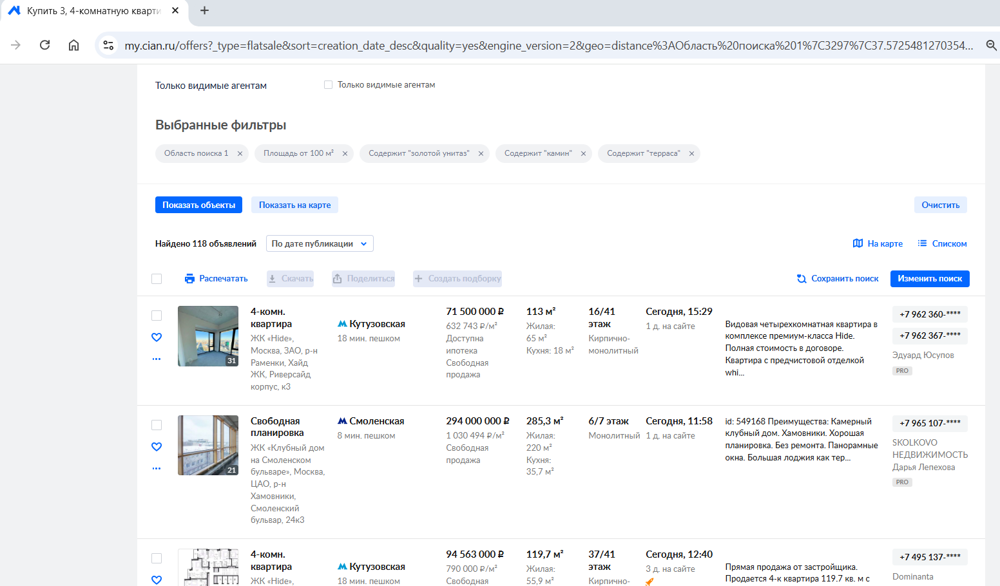 Купить 3, 4-комнатную кварти
my.cian.ru/offers?_type=flatsale&sort=creation_date_desc&quality=yes&engine_version=2&geo=distance%3AОбласть%20поиска%201%7C3297%7C37.5725481270354...
Только видимые агентам
Только видимые агентам
Выбранные фильтры
Область поиска 1
Площадь от 100 м²
Содержит "золотой унитаз"
Содержит "камин"
Содержит "терраса"
Показать объекты
Показать на карте
Очистить
Найдено 118 объявлений
По дате публикации
На карте
Списком
Распечатать
Скачать
Поделиться
Создать подборку
Сохранить поиск
Изменить поиск
31
4-комн.
квартира
ЖК «Hide»,
Москва, ЗАО, р-н
Раменки, Хайд
ЖК, Риверсайд
корпус, к3
Кутузовская
18 мин. пешком
71 500 000 ₽
632 743 ₽/м²
Доступна
ипотека
Свободная
продажа
113 м²
Жилая:
65 м²
Кухня: 18 м²
16/41
этаж
Кирпично-
монолитный
Сегодня, 15:29
1 д. на сайте
Видовая четырехкомнатная квартира в
комплексе премиум-класса Hide.
Полная стоимость в договоре.
Квартира с предчистовой отделкой
whi...
+7 962 360-****
+7 962 367-****
Эдуард Юсупов
PRO
21
Свободная
планировка
ЖК «Клубный дом
на Смоленском
бульваре», Москва,
ЦАО, р-н
Хамовники,
Смоленский
бульвар, 24к3
Смоленская
8 мин. пешком
294 000 000 ₽
1 030 494 ₽/м²
Свободная
продажа
285,3 м²
Жилая:
220 м²
Кухня:
35,7 м²
6/7 этаж
Монолитный
Сегодня, 11:58
1 д. на сайте
id: 549168 Преимущества: Камерный
клубный дом. Хамовники. Хорошая
планировка. Без ремонта. Панорамные
окна. Большая лоджия как тер...
+7 965 107-****
SKOLKOVO
НЕДВИЖИМОСТЬ
Дарья Лепехова
PRO
4-комн.
квартира
ЖК «Hide»,
Кутузовская
18 мин. пешком
94 563 000 ₽
790 000 ₽/м²
Свободная
119,7 м²
Жилая:
55,9 м²
37/41
этаж
Кирпично-
Сегодня, 12:40
3 д. на сайте
Прямая продажа от застройщика.
Продается 4-к квартира 119.7 кв. м с
+7 495 137-****
Dominanta